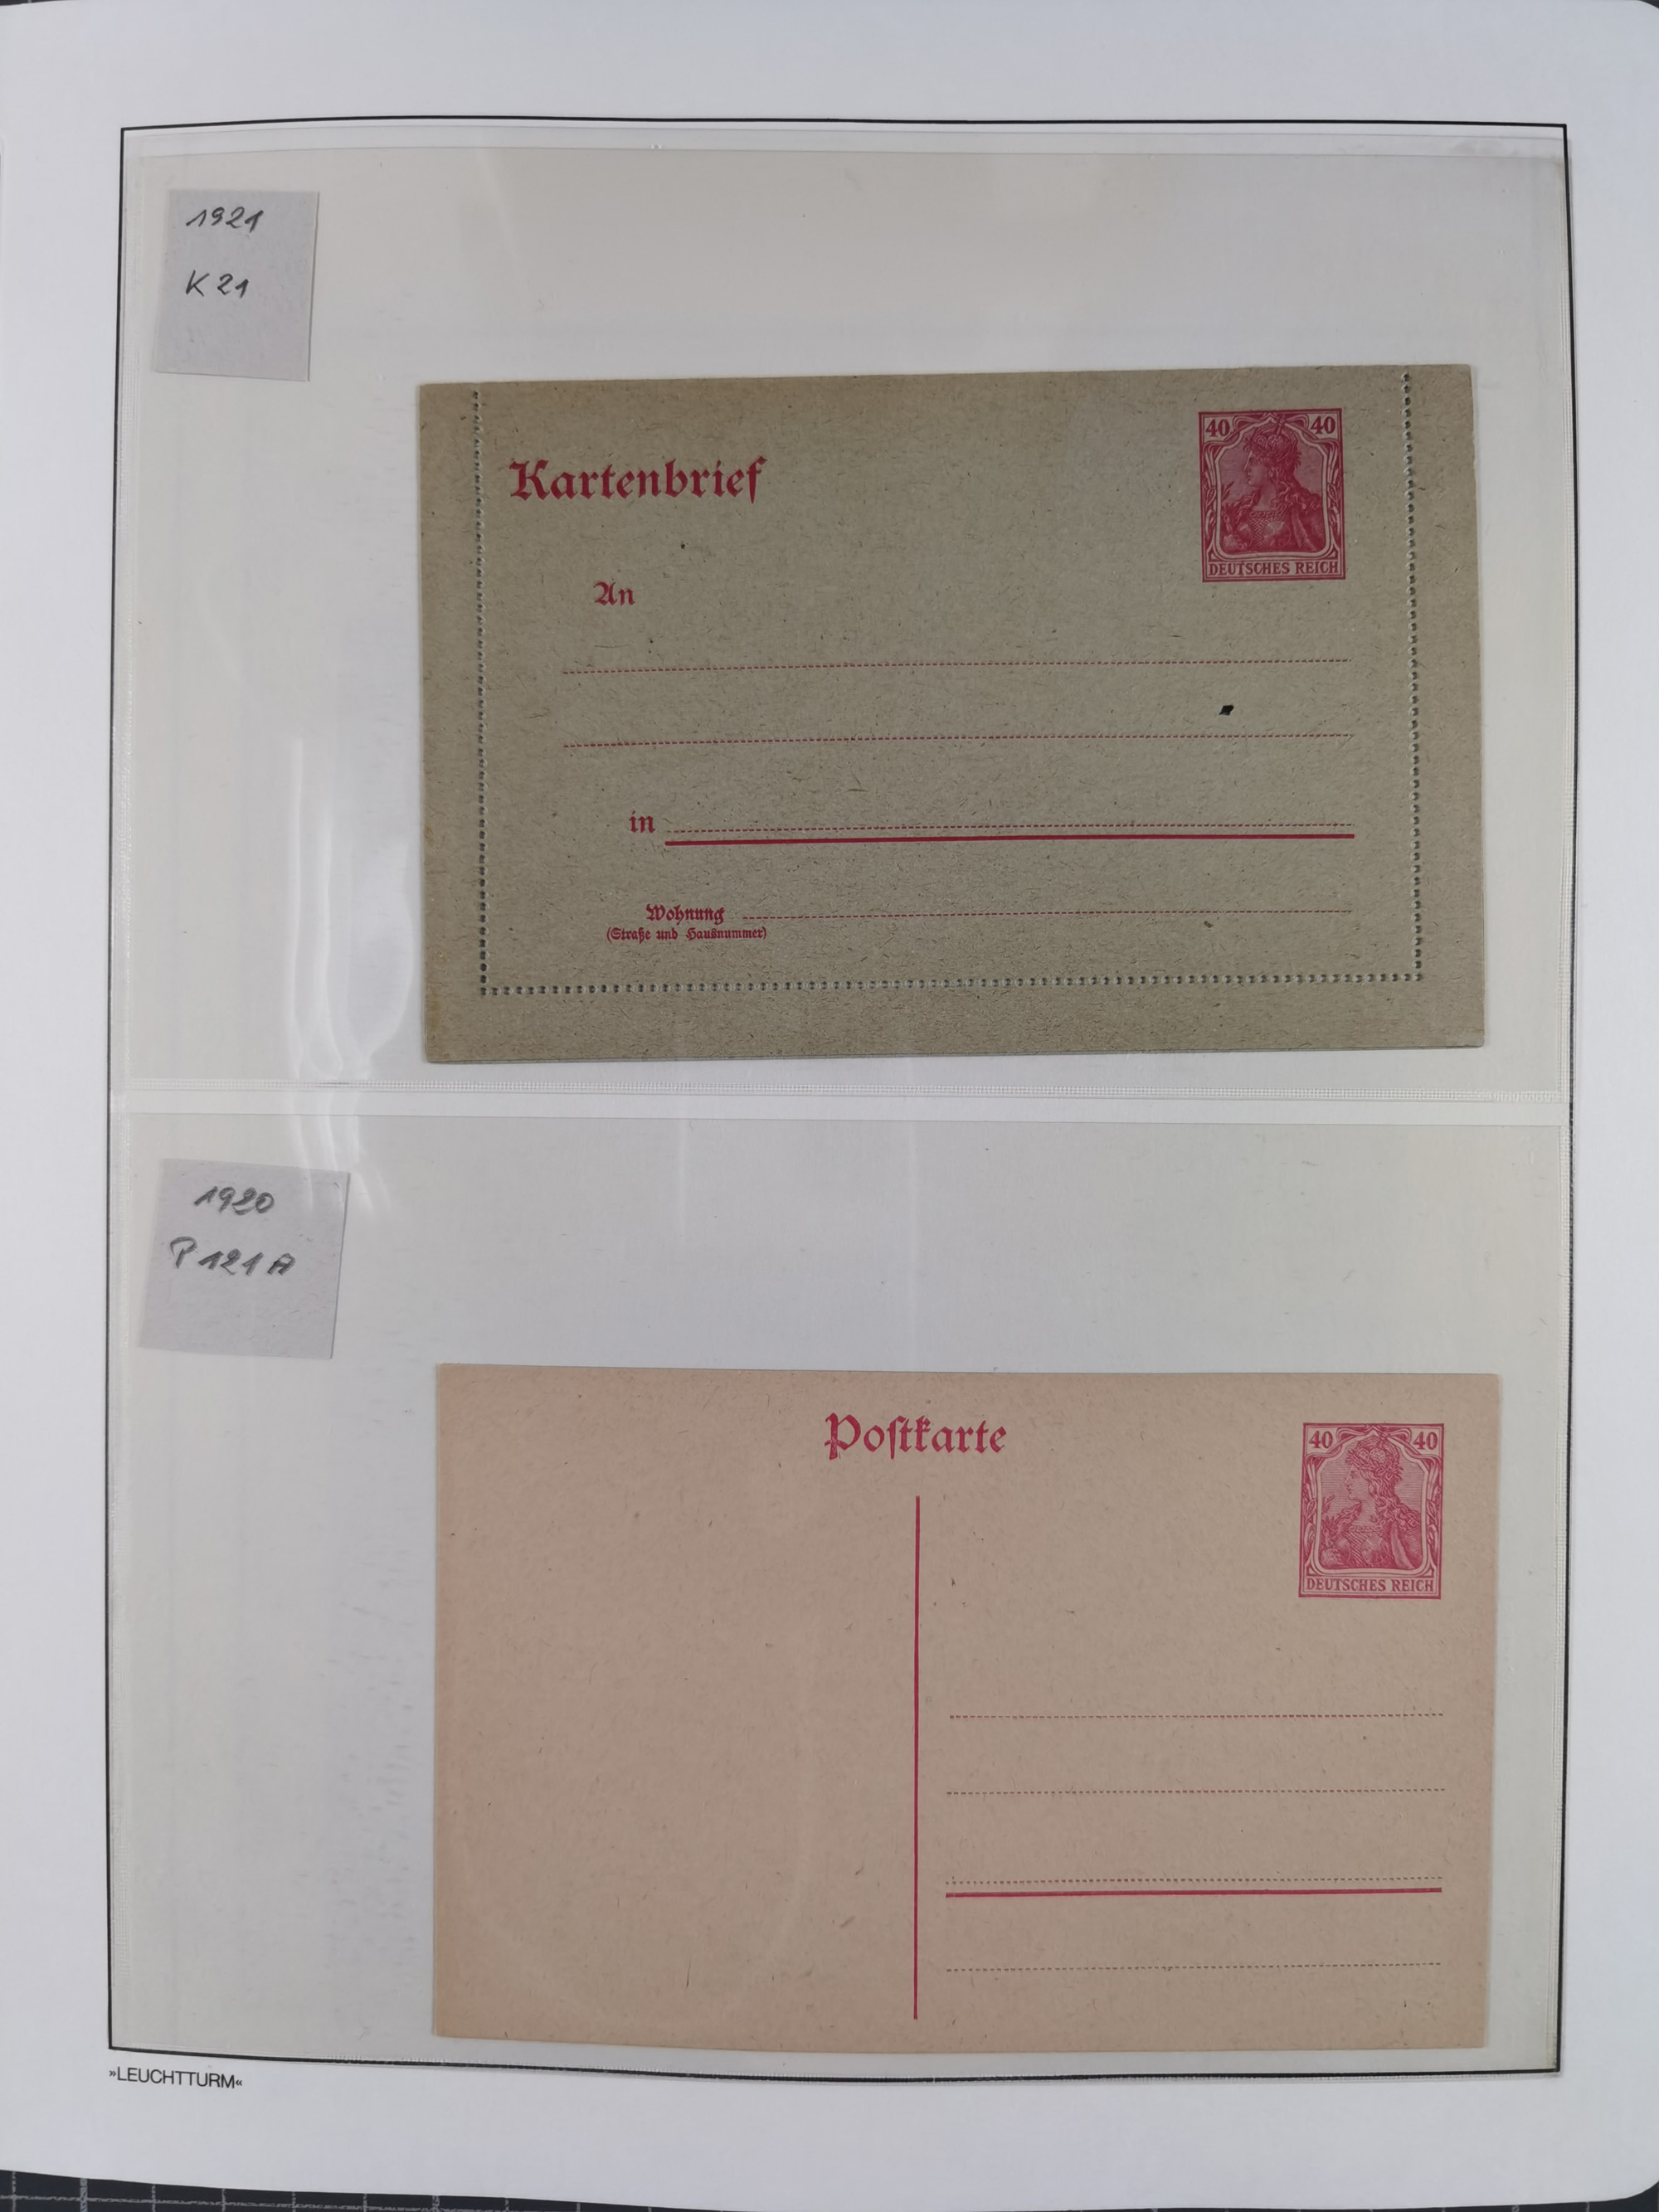 1921
K 21
40 40
Kartenbrief
DEUTSCHES REICH
An
in
Wohnung
(Straße und Hausnummer)
1920
P 121 A
Postkarte
40 40
DEUTSCHES REICH
»LEUCHTTURM«